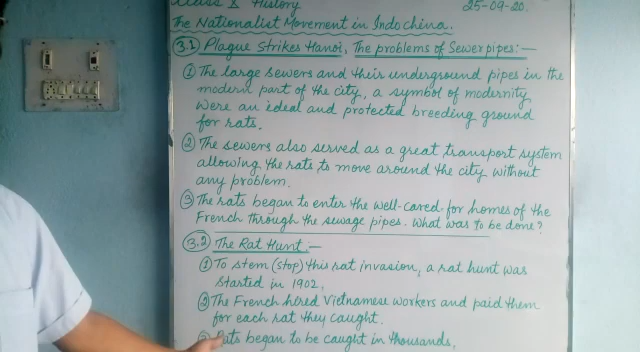 Class X History 25-09-20.
The Nationalist Movement in Indochina.
3.1 Plague Strikes Hanoi, The problems of Sewerpipes:—
① The large sewers and their underground pipes in the
modern part of the city, a symbol of modernity,
were an ideal and protected breeding ground
for rats.
② The sewers also served as a great transport system
allowing the rats to move around the city without
any problem.
③ The rats began to enter the well-cared for homes of the
French through the sewage pipes. What was to be done?
3.2 The Rat Hunt:—
① To stem (stop) this rat invasion, a rat hunt was
started in 1902.
② The French hired Vietnamese workers and paid them
for each rat they caught.
③ Rats began to be caught in thousands.